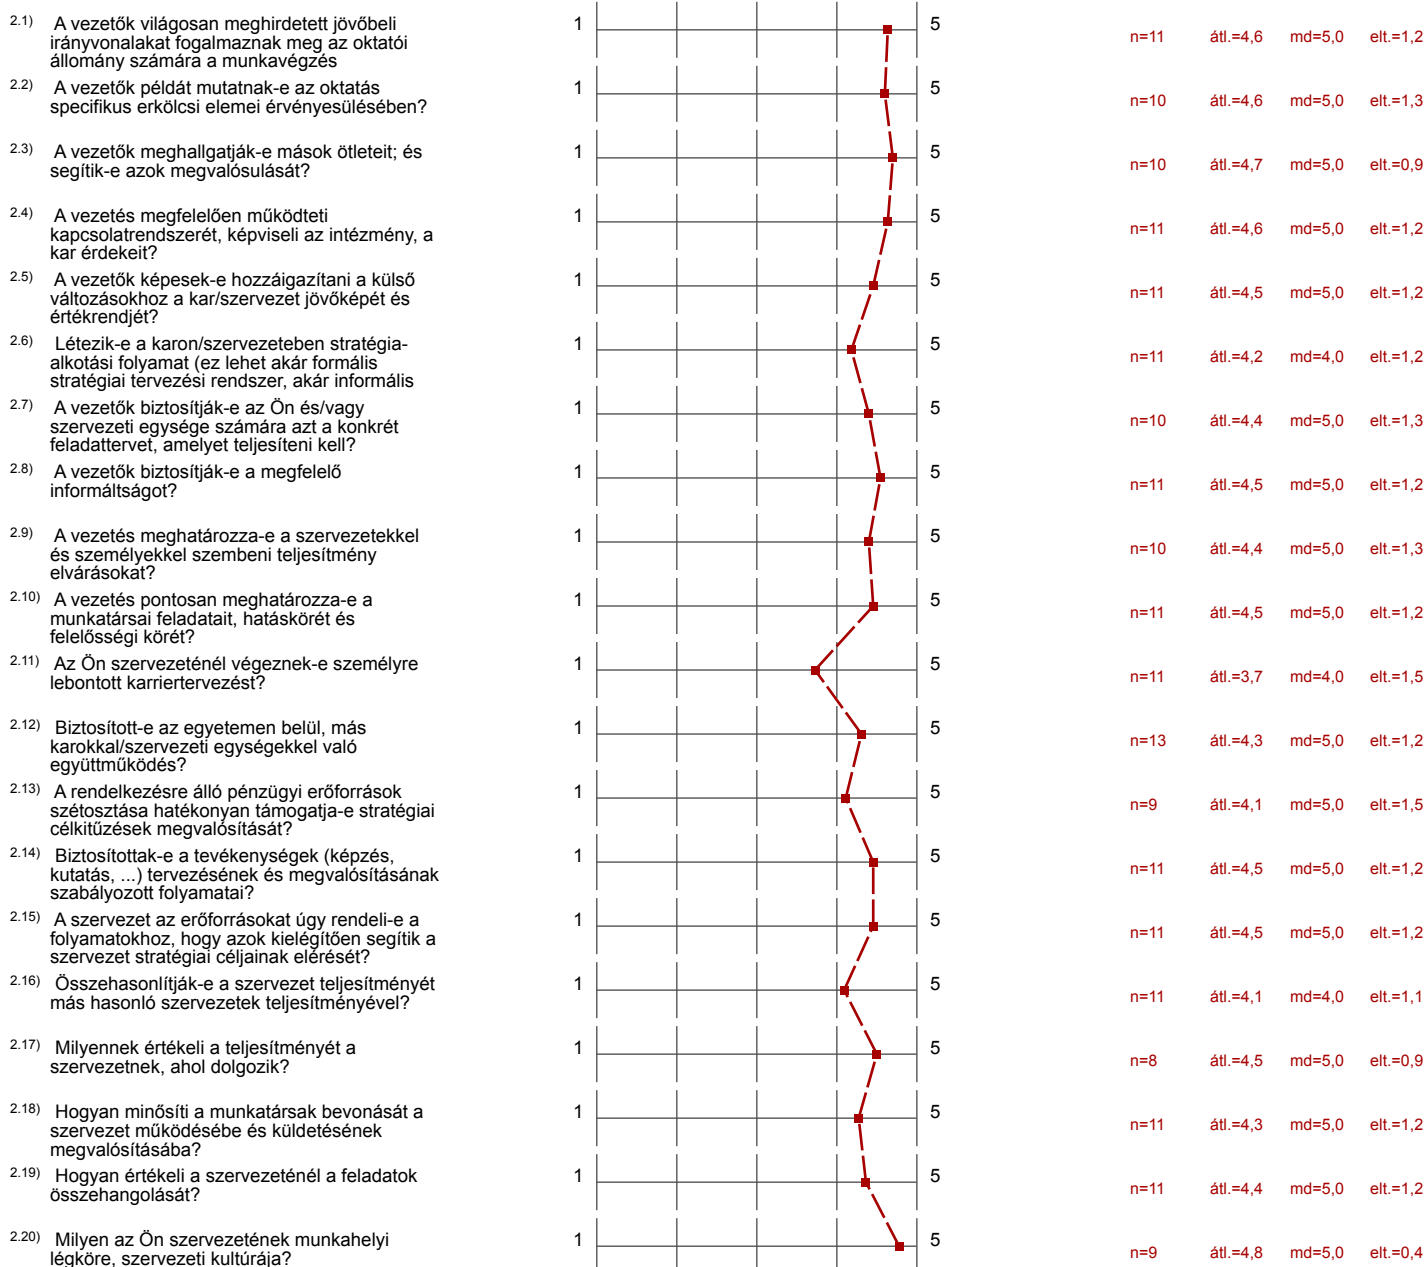 2.1) A vezetők világosan meghirdetett jövőbeli
irányvonalakat fogalmaznak meg az oktatói
állomány számára a munkavégzés
1 5
n=11 átl.=4,6 md=5,0 elt.=1,2
2.2) A vezetők példát mutatnak-e az oktatás
specifikus erkölcsi elemei érvényesülésében?
1 5
n=10 átl.=4,6 md=5,0 elt.=1,3
2.3) A vezetők meghallgatják-e mások ötleteit; és
segítik-e azok megvalósulását?
1 5
n=10 átl.=4,7 md=5,0 elt.=0,9
2.4) A vezetés megfelelően működteti
kapcsolatrendszerét, képviseli az intézmény, a
kar érdekeit?
1 5
n=11 átl.=4,6 md=5,0 elt.=1,2
2.5) A vezetők képesek-e hozzáigazítani a külső
változásokhoz a kar/szervezet jövőképét és
értékrendjét?
1 5
n=11 átl.=4,5 md=5,0 elt.=1,2
2.6) Létezik-e a karon/szervezeteben stratégia-
alkotási folyamat (ez lehet akár formális
stratégiai tervezési rendszer, akár informális
1 5
n=11 átl.=4,2 md=4,0 elt.=1,2
2.7) A vezetők biztosítják-e az Ön és/vagy
szervezeti egysége számára azt a konkrét
feladattervet, amelyet teljesíteni kell?
1 5
n=10 átl.=4,4 md=5,0 elt.=1,3
2.8) A vezetők biztosítják-e a megfelelő
informáltságot?
1 5
n=11 átl.=4,5 md=5,0 elt.=1,2
2.9) A vezetés meghatározza-e a szervezetekkel
és személyekkel szembeni teljesítmény
elvárásokat?
1 5
n=10 átl.=4,4 md=5,0 elt.=1,3
2.10) A vezetés pontosan meghatározza-e a
munkatársai feladatait, hatáskörét és
felelősségi körét?
1 5
n=11 átl.=4,5 md=5,0 elt.=1,2
2.11) Az Ön szervezeténél végeznek-e személyre
lebontott karriertervezést?
1 5
n=11 átl.=3,7 md=4,0 elt.=1,5
2.12) Biztosított-e az egyetemen belül, más
karokkal/szervezeti egységekkel való
együttműködés?
1 5
n=13 átl.=4,3 md=5,0 elt.=1,2
2.13) A rendelkezésre álló pénzügyi erőforrások
szétosztása hatékonyan támogatja-e stratégiai
célkitűzések megvalósítását?
1 5
n=9 átl.=4,1 md=5,0 elt.=1,5
2.14) Biztosítottak-e a tevékenységek (képzés,
kutatás, ...) tervezésének és megvalósításának
szabályozott folyamatai?
1 5
n=11 átl.=4,5 md=5,0 elt.=1,2
2.15) A szervezet az erőforrásokat úgy rendeli-e a
folyamatokhoz, hogy azok kielégítően segítik a
szervezet stratégiai céljainak elérését?
1 5
n=11 átl.=4,5 md=5,0 elt.=1,2
2.16) Összehasonlítják-e a szervezet teljesítményét
más hasonló szervezetek teljesítményével?
1 5
n=11 átl.=4,1 md=4,0 elt.=1,1
2.17) Milyennek értékeli a teljesítményét a
szervezetnek, ahol dolgozik?
1 5
n=8 átl.=4,5 md=5,0 elt.=0,9
2.18) Hogyan minősíti a munkatársak bevonását a
szervezet működésébe és küldetésének
megvalósításába?
1 5
n=11 átl.=4,3 md=5,0 elt.=1,2
2.19) Hogyan értékeli a szervezeténél a feladatok
összehangolását?
1 5
n=11 átl.=4,4 md=5,0 elt.=1,2
2.20) Milyen az Ön szervezetének munkahelyi
légköre, szervezeti kultúrája?
1 5
n=9 átl.=4,8 md=5,0 elt.=0,4